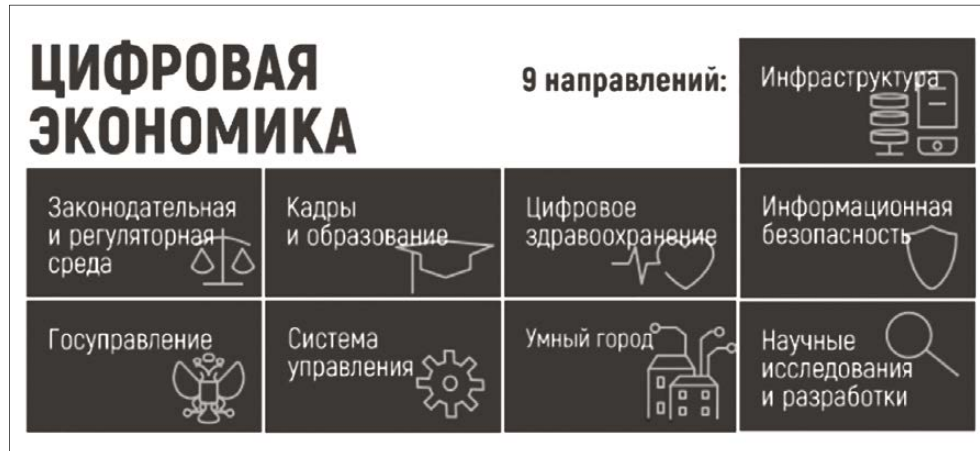 ЦИФРОВАЯ
ЭКОНОМИКА
9 направлений:
Инфраструктура
Законодательная
и регуляторная
среда
Кадры
и образование
Цифровое
здравоохранение
Информационная
безопасность
Госуправление
Система
управления
Умный город
Научные
исследования
и разработки